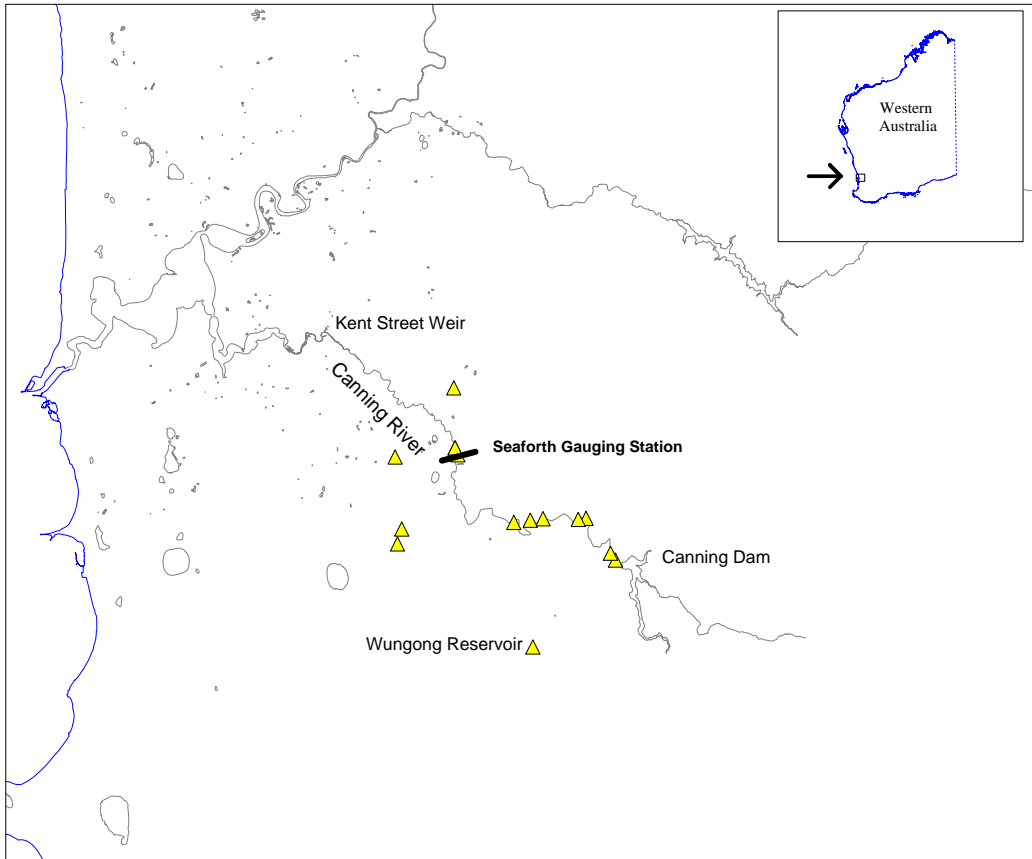 Western
Australia
Kent Street Weir
Canning River
Seaforth Gauging Station
Canning Dam
Wungong Reservoir